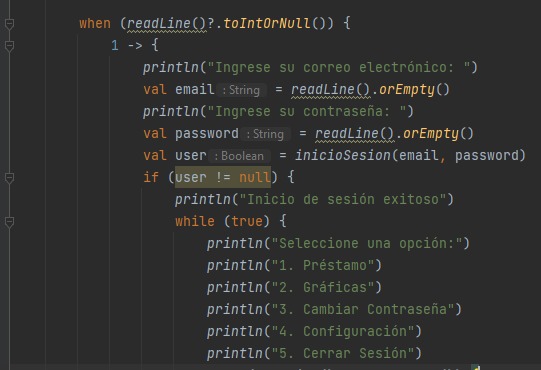 when (readLine()?.toIntOrNull()) {
1 -> {
println("Ingrese su correo electrónico: ")
val email : String = readLine().orEmpty()
println("Ingrese su contraseña: ")
val password : String = readLine().orEmpty()
val user : Boolean = inicioSesion(email, password)
if (user != null) {
println("Inicio de sesión exitoso")
while (true) {
println("Seleccione una opción:")
println("1. Préstamo")
println("2. Gráficas")
println("3. Cambiar Contraseña")
println("4. Configuración")
println("5. Cerrar Sesión")